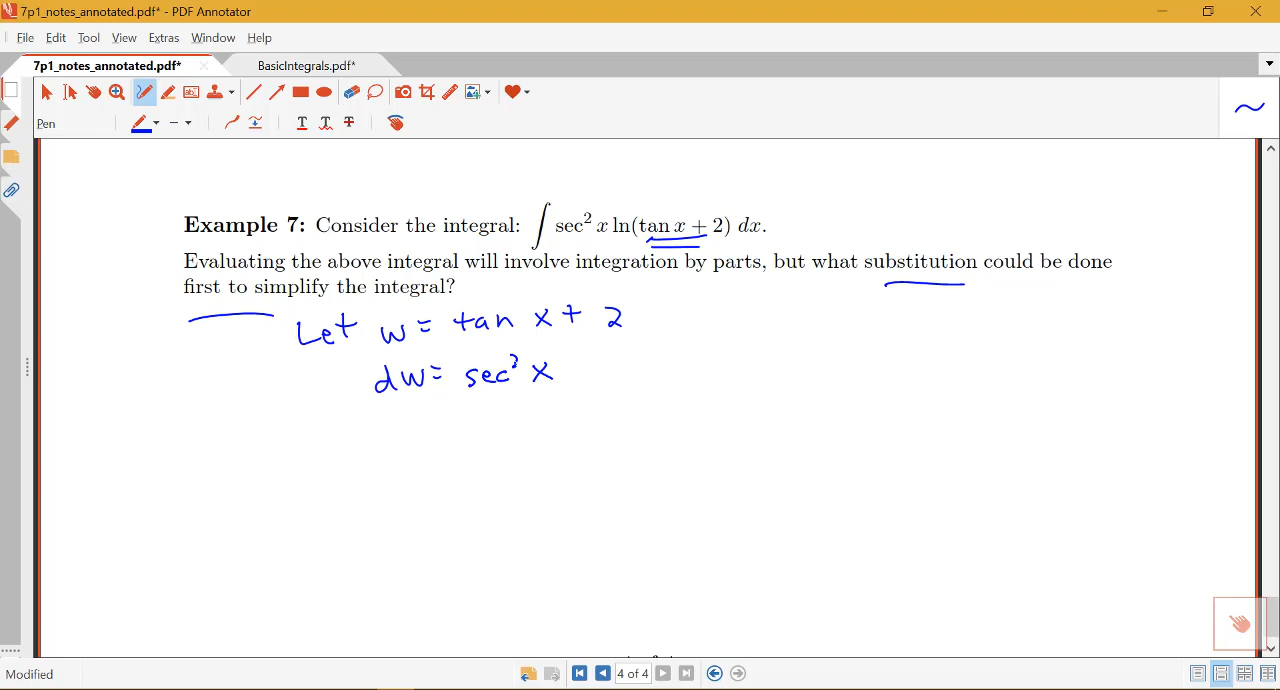 7p1_notes_annotated.pdf* - PDF Annotator
File Edit Tool View Extras Window Help
7p1_notes_annotated.pdf* BasicIntegrals.pdf*
Pen
Example 7: Consider the integral: ∫ sec² x ln(tan x + 2) dx.
Evaluating the above integral will involve integration by parts, but what substitution could be done
first to simplify the integral?
Let w = tan x + 2
dw = sec² x
4 of 4
Modified